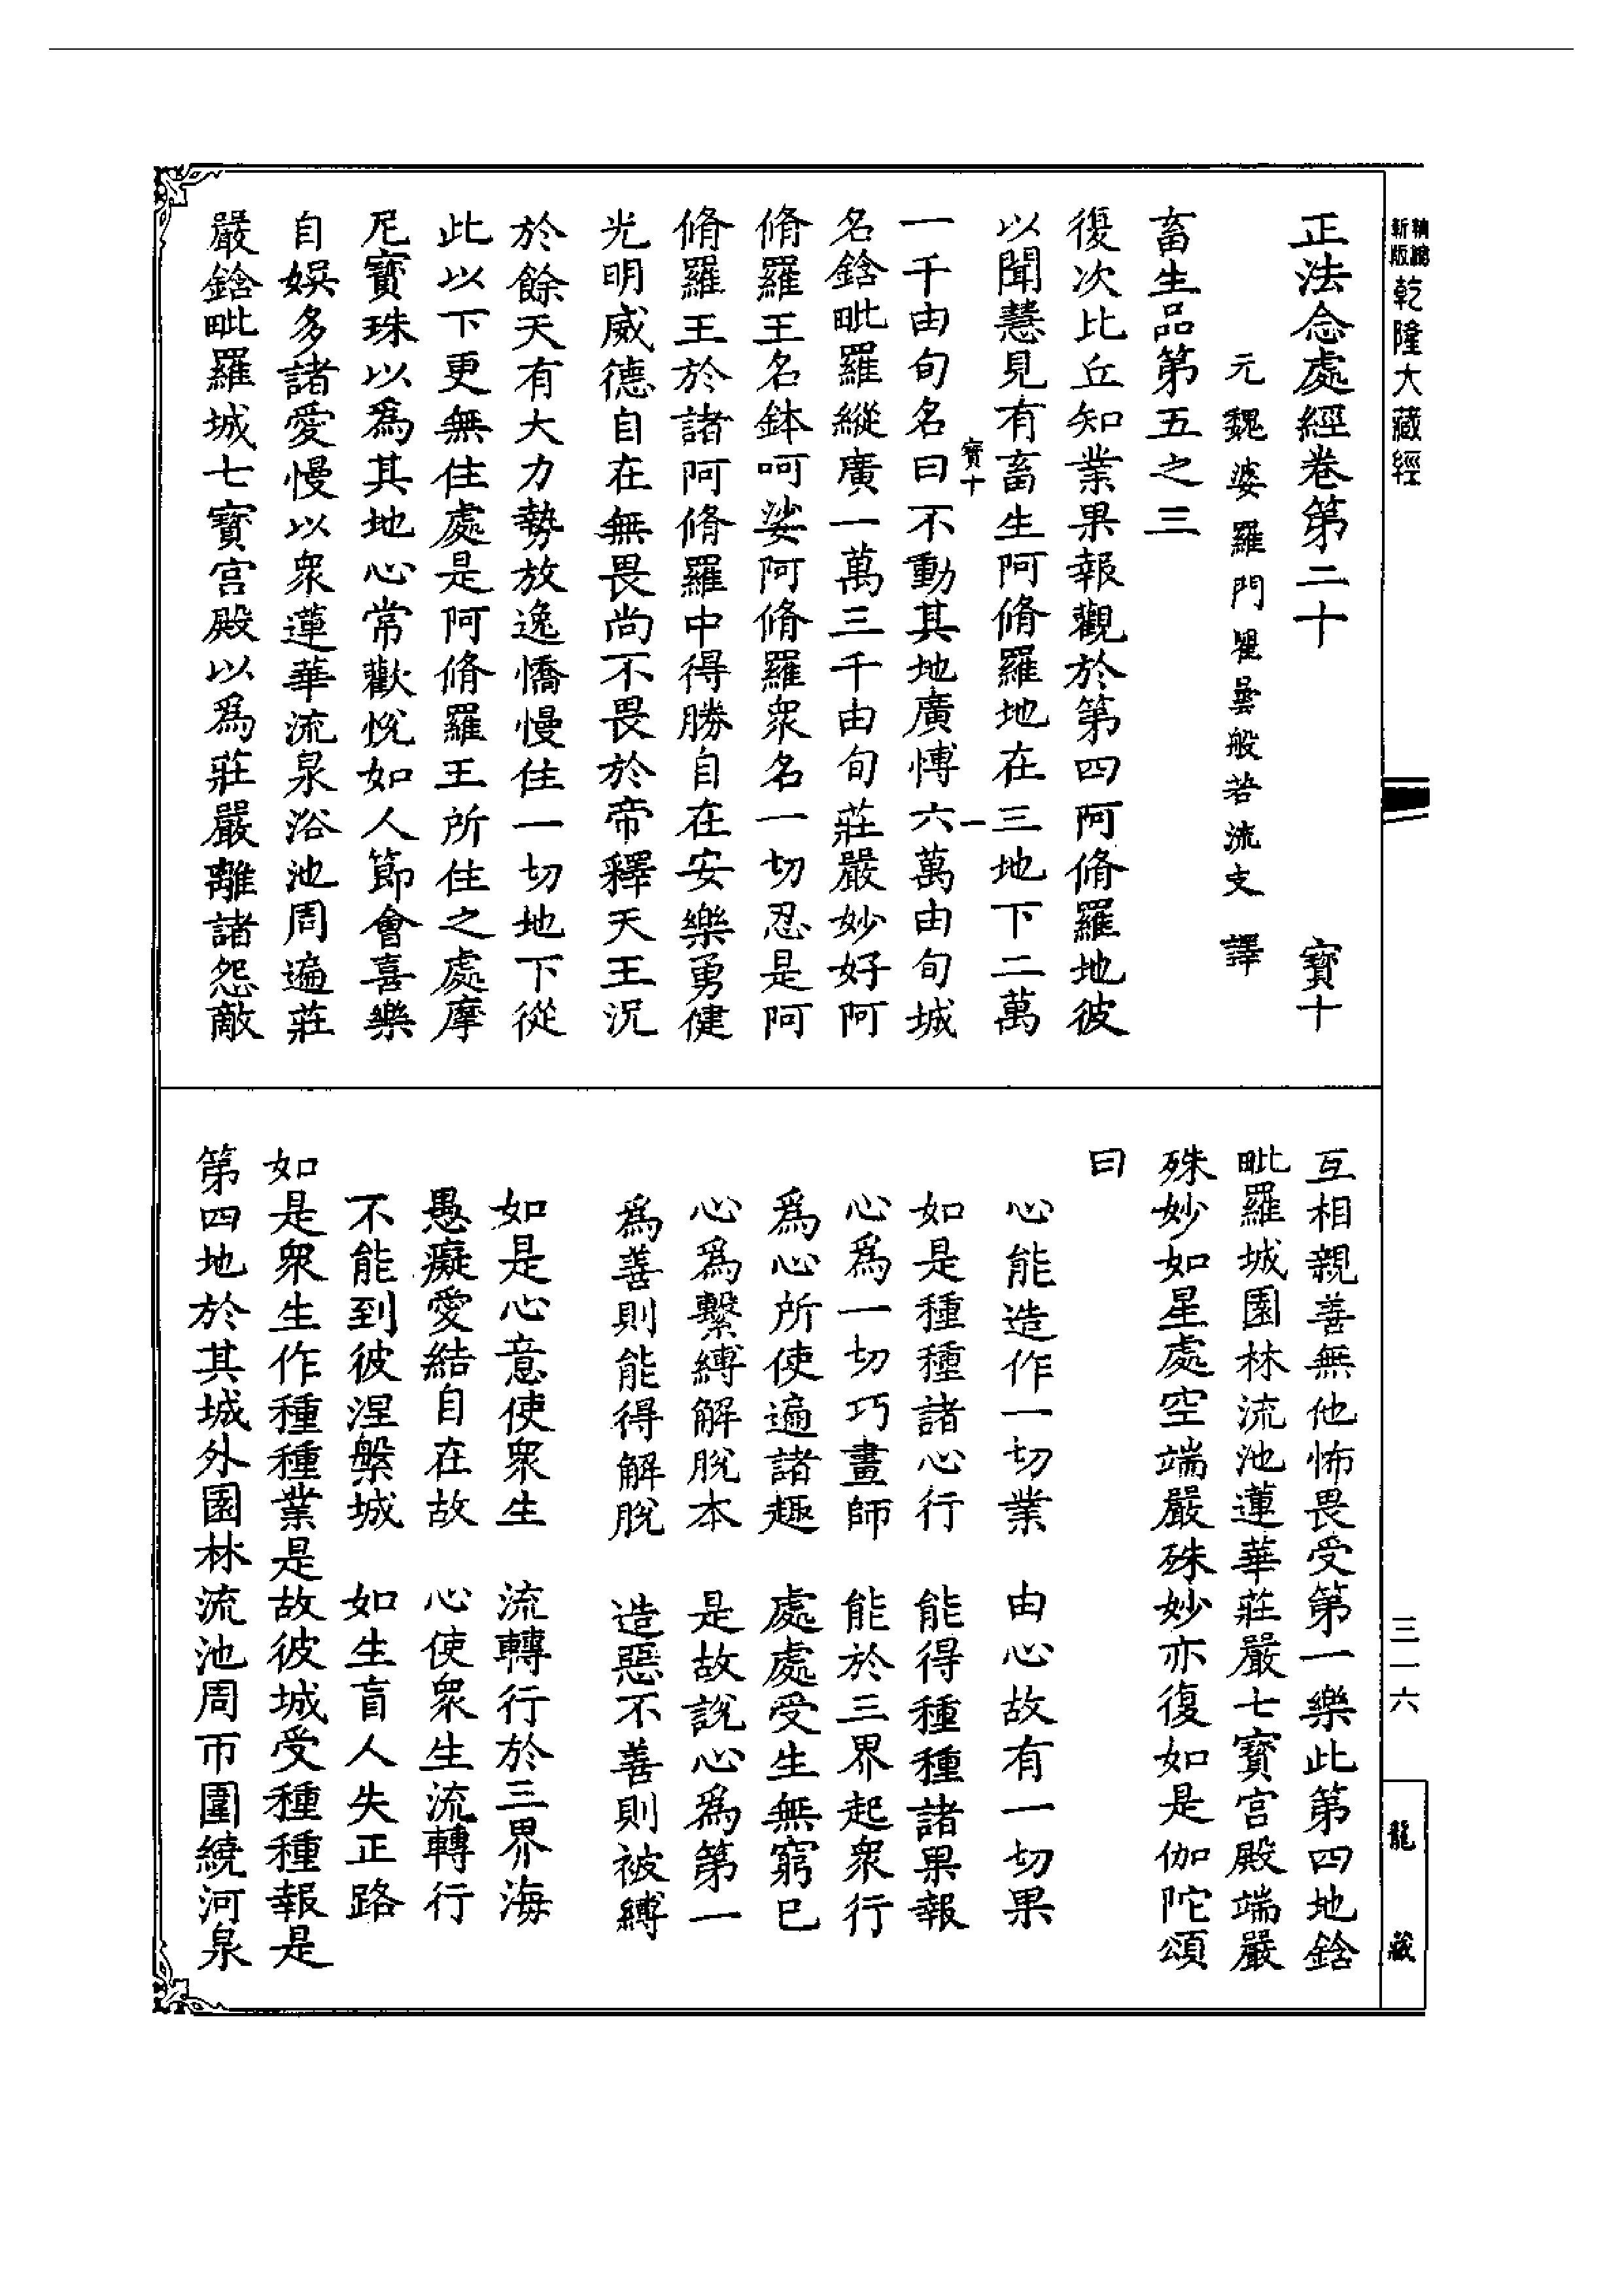 新編
新版
乾隆大藏經
正法念處經卷第二十　寶十
元魏婆羅門瞿曇般若流支　譯
畜生品第五之三
復次比丘知業果報觀於第四阿脩羅地彼
以聞慧見有畜生阿脩羅地在三地下二萬
寶十　一
一千由旬名曰不動其地廣愽六萬由旬城
名鋡毗羅縱廣一萬三千由旬莊嚴妙好阿
脩羅王名鉢呵娑阿脩羅眾名一切忍是阿
脩羅王於諸阿脩羅中得勝自在安樂勇健
光明威德自在無畏尚不畏於帝釋天王況
於餘天有大力勢放逸憍慢住一切地下從
此以下更無住處是阿脩羅王所住之處摩
尼寶珠以為其地心常歡悅如人節會喜樂
自娛多諸愛慢以眾蓮華流泉浴池周遍莊
嚴鋡毗羅城七寶宮殿以為莊嚴離諸怨敵
互相親善無他怖畏受第一樂此第四地鋡
毗羅城園林流池蓮華莊嚴七寶宮殿端嚴
殊妙如星處空端嚴殊妙亦復如是伽陀頌
曰
心能造作一切業　由心故有一切果
如是種種諸心行　能得種種諸果報
心為一切巧畫師　能於三界起眾行
為心所使遍諸趣　處處受生無窮已
心為繫縛解脫本　是故說心為第一
為善則能得解脫　造惡不善則被縛
如是心意使眾生　流轉行於三界海
愚癡愛結自在故　心使眾生流轉行
不能到彼涅槃城　如生盲人失正路
如是眾生作種種業是故彼城受種種報是
第四地於其城外園林流池周帀圍繞河泉
三一六
龍藏